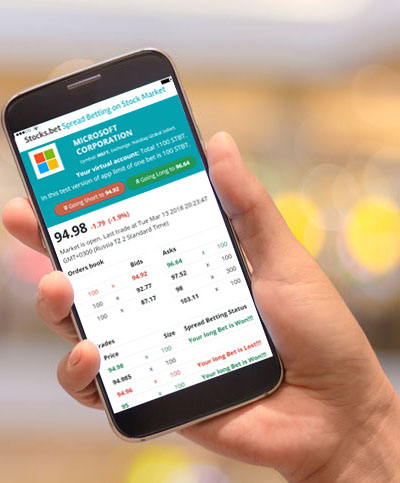 Stocks.bet Spread Betting on Stock Market
MICROSOFT
CORPORATION
Symbol: MSFT, Exchange: Nasdaq Global Select.
Your virtual account: Total 1100 STBT.
In this test version of app limit of one bet is 100 STBT.
8 Going Short to 94.92
8 Going Long to 96.64
94.98 -1.79 (-1.9%)
Market is open. Last trade at Tue Mar 13 2018 20:23:47
GMT+0300 (Russia TZ 2 Standard Time)
Orders book
Bids Asks
100 x 94.92 96.64 x 100
100 x 92.77 97.52 x 100
100 x 87.17 98 x 300
103.11 x 100
rades
Price Size Spread Betting Status
94.98 x 100 Your long Bet is Won!!!
94.985 x 100
94.96 x 100 Your long Bet is Lost!!!
95 x 100 Your long Bet is Won!!!